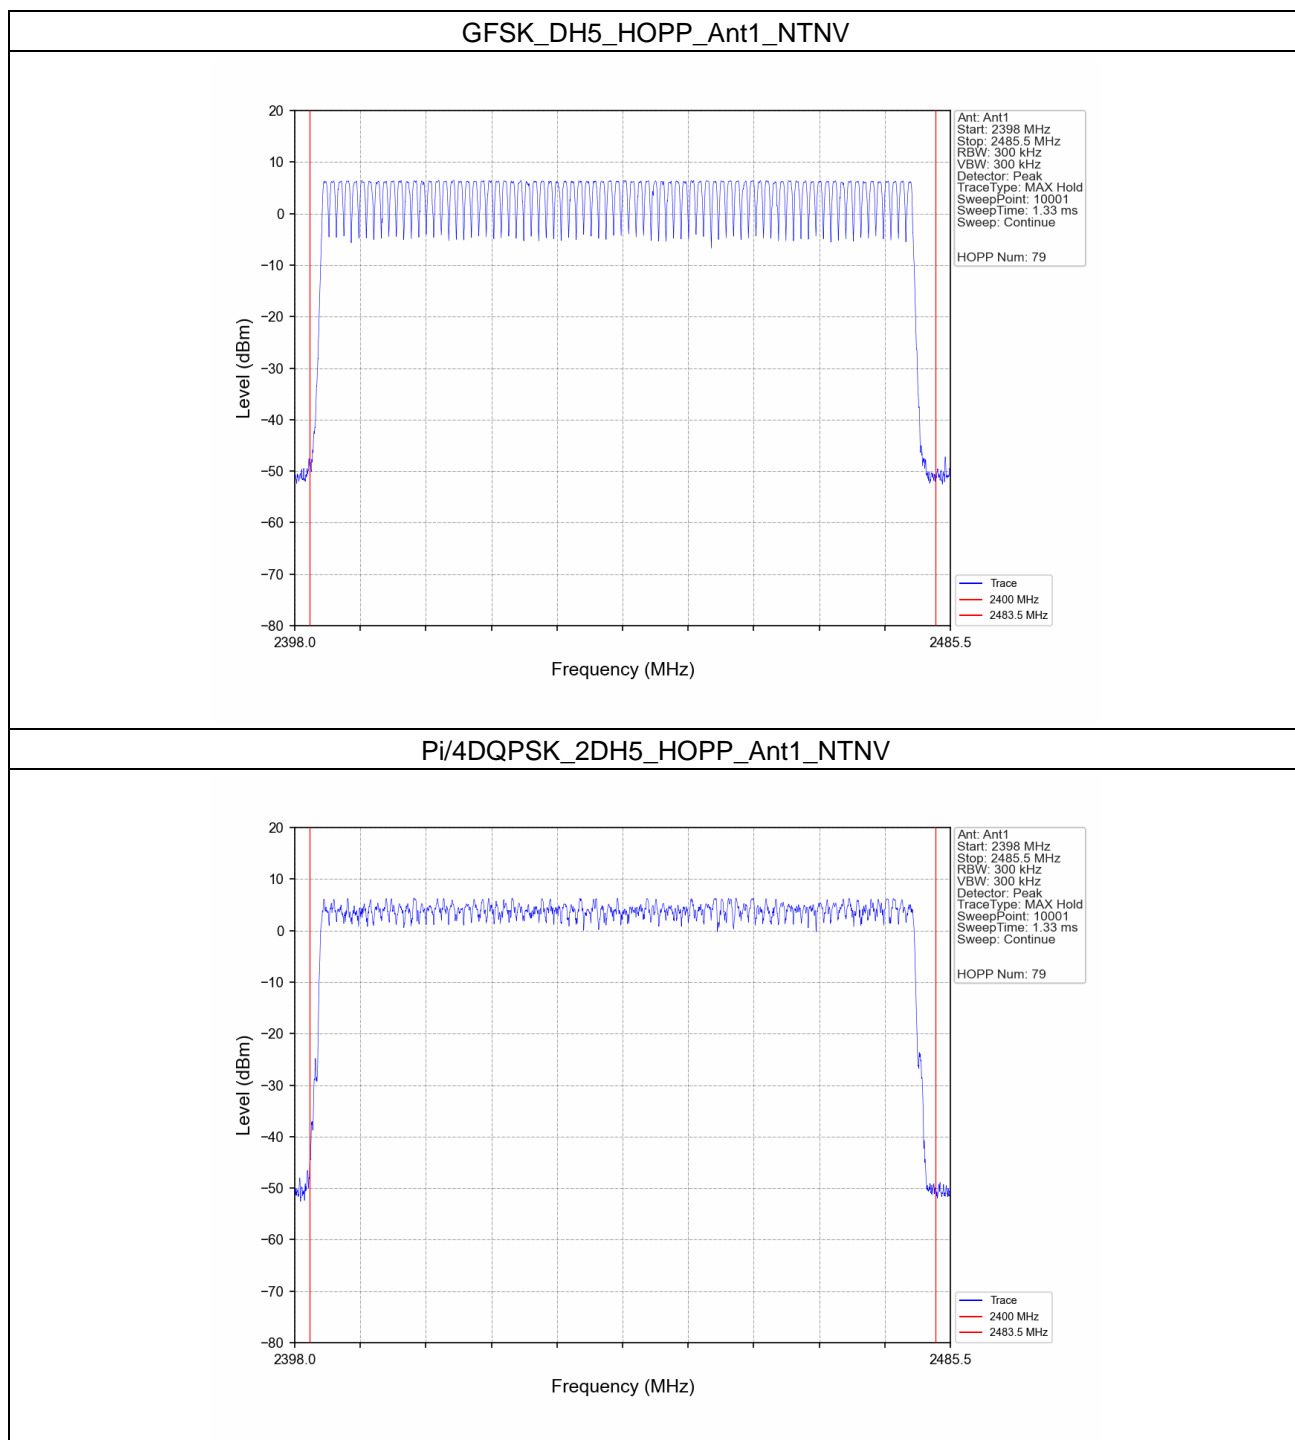 GFSK_DH5_HOPP_Ant1_NTNV
20
10
0
−10
−20
−30
−40
−50
−60
−70
−80
Level (dBm)
2398.0
2485.5
Frequency (MHz)
Ant: Ant1
Start: 2398 MHz
Stop: 2485.5 MHz
RBW: 300 kHz
VBW: 300 kHz
Detector: Peak
TraceType: MAX Hold
SweepPoint: 10001
SweepTime: 1.33 ms
Sweep: Continue
HOPP Num: 79
Trace
2400 MHz
2483.5 MHz
Pi/4DQPSK_2DH5_HOPP_Ant1_NTNV
20
10
0
−10
−20
−30
−40
−50
−60
−70
−80
Level (dBm)
2398.0
2485.5
Frequency (MHz)
Ant: Ant1
Start: 2398 MHz
Stop: 2485.5 MHz
RBW: 300 kHz
VBW: 300 kHz
Detector: Peak
TraceType: MAX Hold
SweepPoint: 10001
SweepTime: 1.33 ms
Sweep: Continue
HOPP Num: 79
Trace
2400 MHz
2483.5 MHz